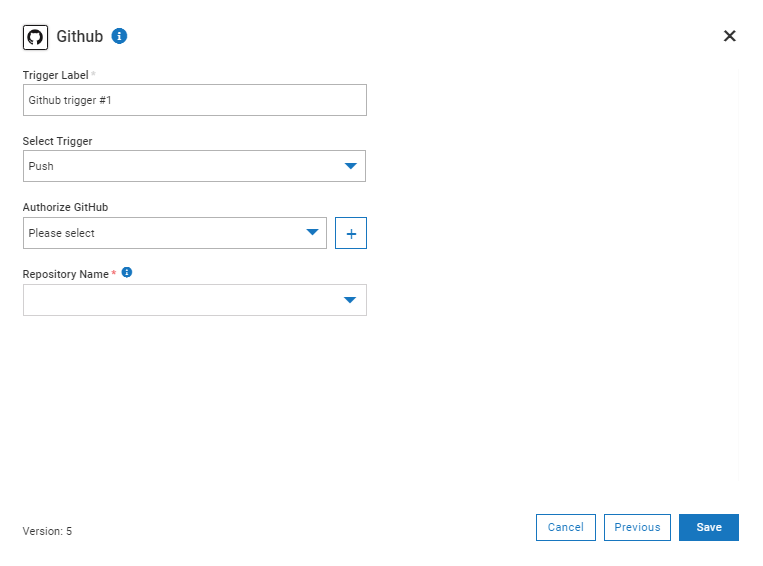 Github
Trigger Label *
Github trigger #1
Select Trigger
Push
Authorize GitHub
Please select
+
Repository Name *
Version: 5
Cancel
Previous
Save